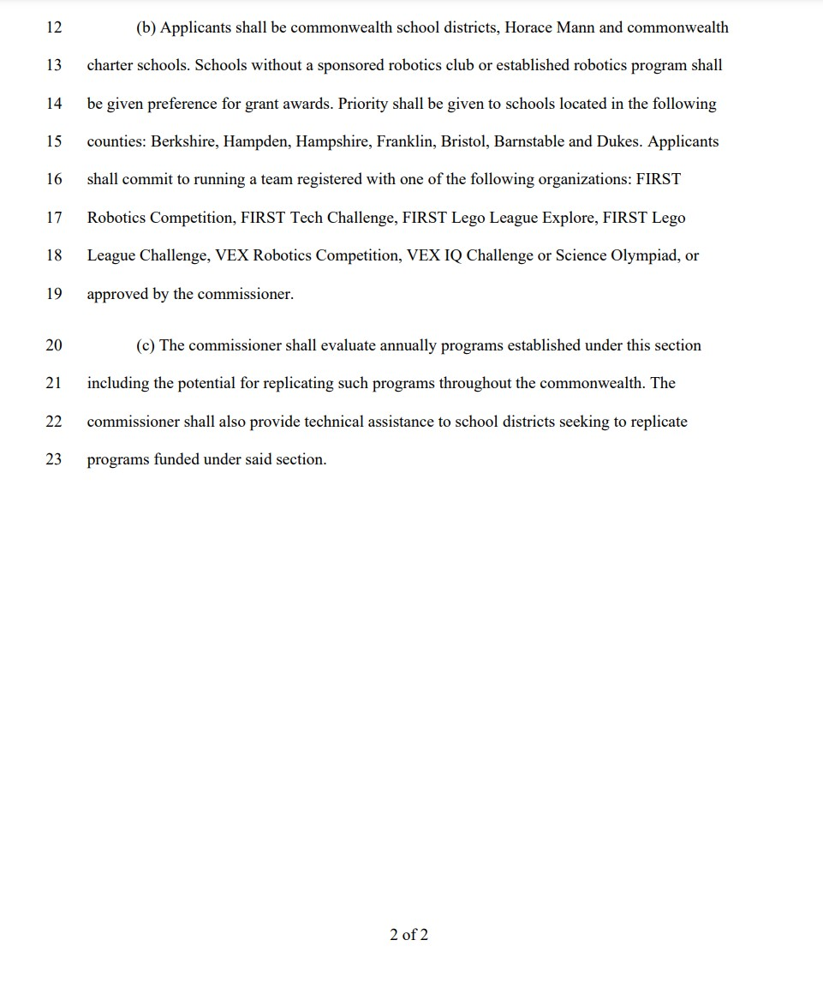 12 (b) Applicants shall be commonwealth school districts, Horace Mann and commonwealth
13 charter schools. Schools without a sponsored robotics club or established robotics program shall
14 be given preference for grant awards. Priority shall be given to schools located in the following
15 counties: Berkshire, Hampden, Hampshire, Franklin, Bristol, Barnstable and Dukes. Applicants
16 shall commit to running a team registered with one of the following organizations: FIRST
17 Robotics Competition, FIRST Tech Challenge, FIRST Lego League Explore, FIRST Lego
18 League Challenge, VEX Robotics Competition, VEX IQ Challenge or Science Olympiad, or
19 approved by the commissioner.
20 (c) The commissioner shall evaluate annually programs established under this section
21 including the potential for replicating such programs throughout the commonwealth. The
22 commissioner shall also provide technical assistance to school districts seeking to replicate
23 programs funded under said section.
2 of 2